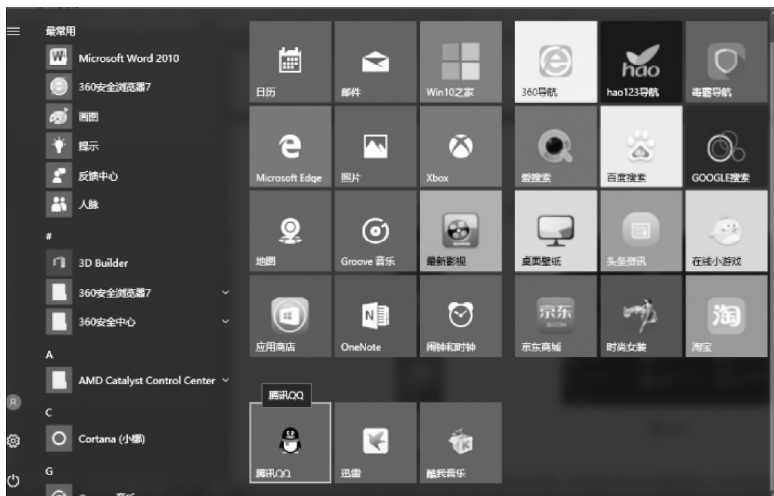 最常用
Microsoft Word 2010
360安全浏览器7
画图
提示
反馈中心
人脉
#
3D Builder
360安全浏览器7
360安全中心
A
AMD Catalyst Control Center
C
Cortana (小娜)
G
日历
邮件
Win10之家
Microsoft Edge
照片
Xbox
地图
Groove 音乐
最新影视
应用商店
OneNote
闹钟和时钟
360导航
hao
hao123导航
毒霸导航
爱搜索
百度搜索
GOOGLE搜索
桌面壁纸
头条资讯
在线小游戏
京东
京东商城
时尚女装
淘
淘宝
腾讯QQ
腾讯QQ
迅雷
酷我音乐